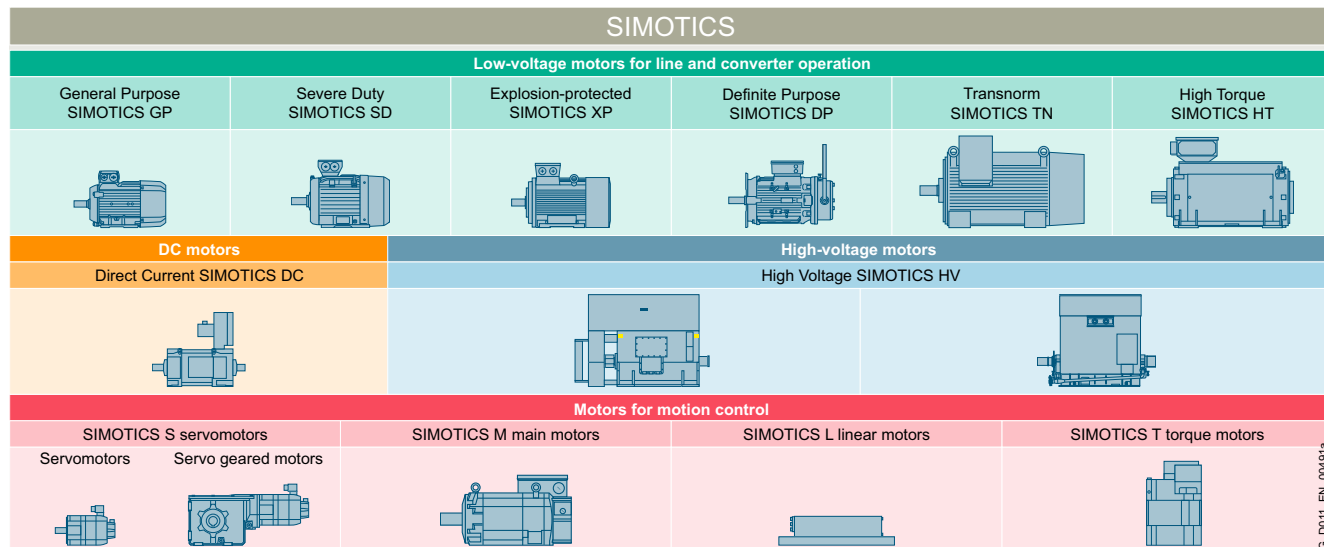 SIMOTICS
Low-voltage motors for line and converter operation
General Purpose
SIMOTICS GP
Severe Duty
SIMOTICS SD
Explosion-protected
SIMOTICS XP
Definite Purpose
SIMOTICS DP
Transnorm
SIMOTICS TN
High Torque
SIMOTICS HT
DC motors
High-voltage motors
Direct Current SIMOTICS DC
High Voltage SIMOTICS HV
Motors for motion control
SIMOTICS S servomotors
SIMOTICS M main motors
SIMOTICS L linear motors
SIMOTICS T torque motors
Servomotors
Servo geared motors
G_D011_EN_00491a